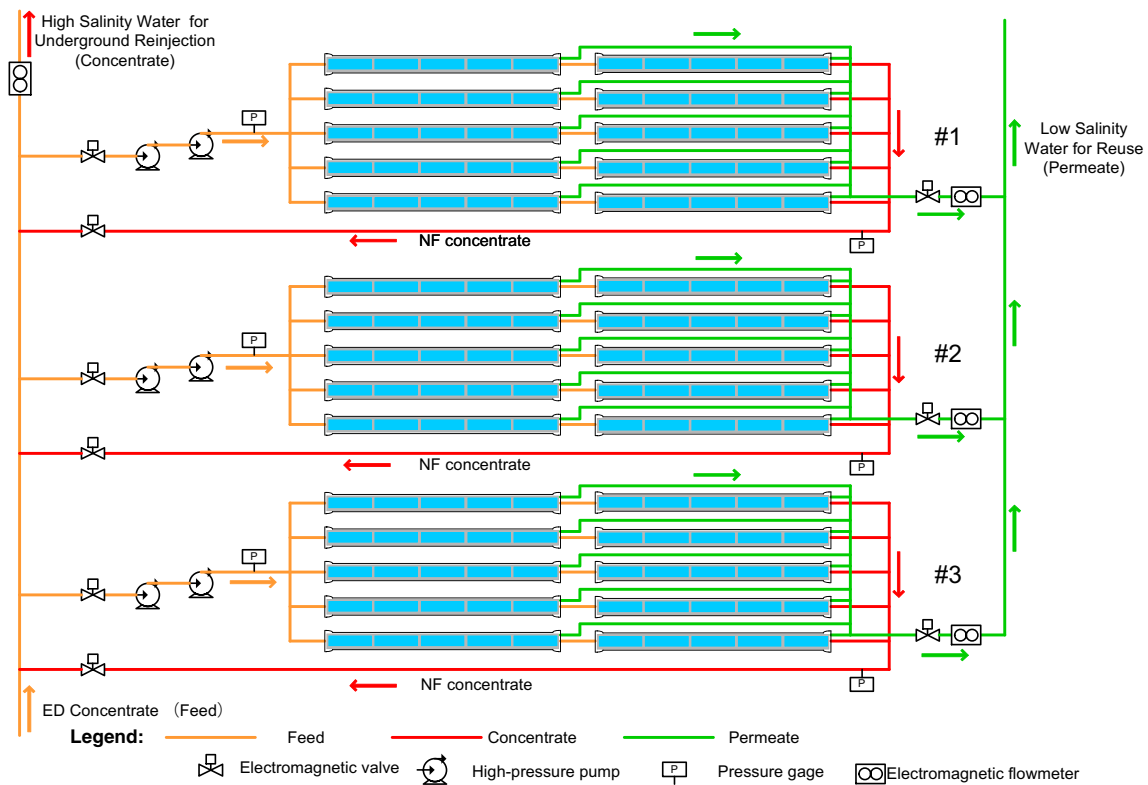 High Salinity Water for
Underground Reinjection
(Concentrate)
P
#1
Low Salinity
Water for Reuse
(Permeate)
NF concentrate
P
P
#2
NF concentrate
P
P
#3
NF concentrate
P
ED Concentrate （Feed）
Legend: Feed Concentrate Permeate
Electromagnetic valve High-pressure pump P Pressure gage Electromagnetic flowmeter